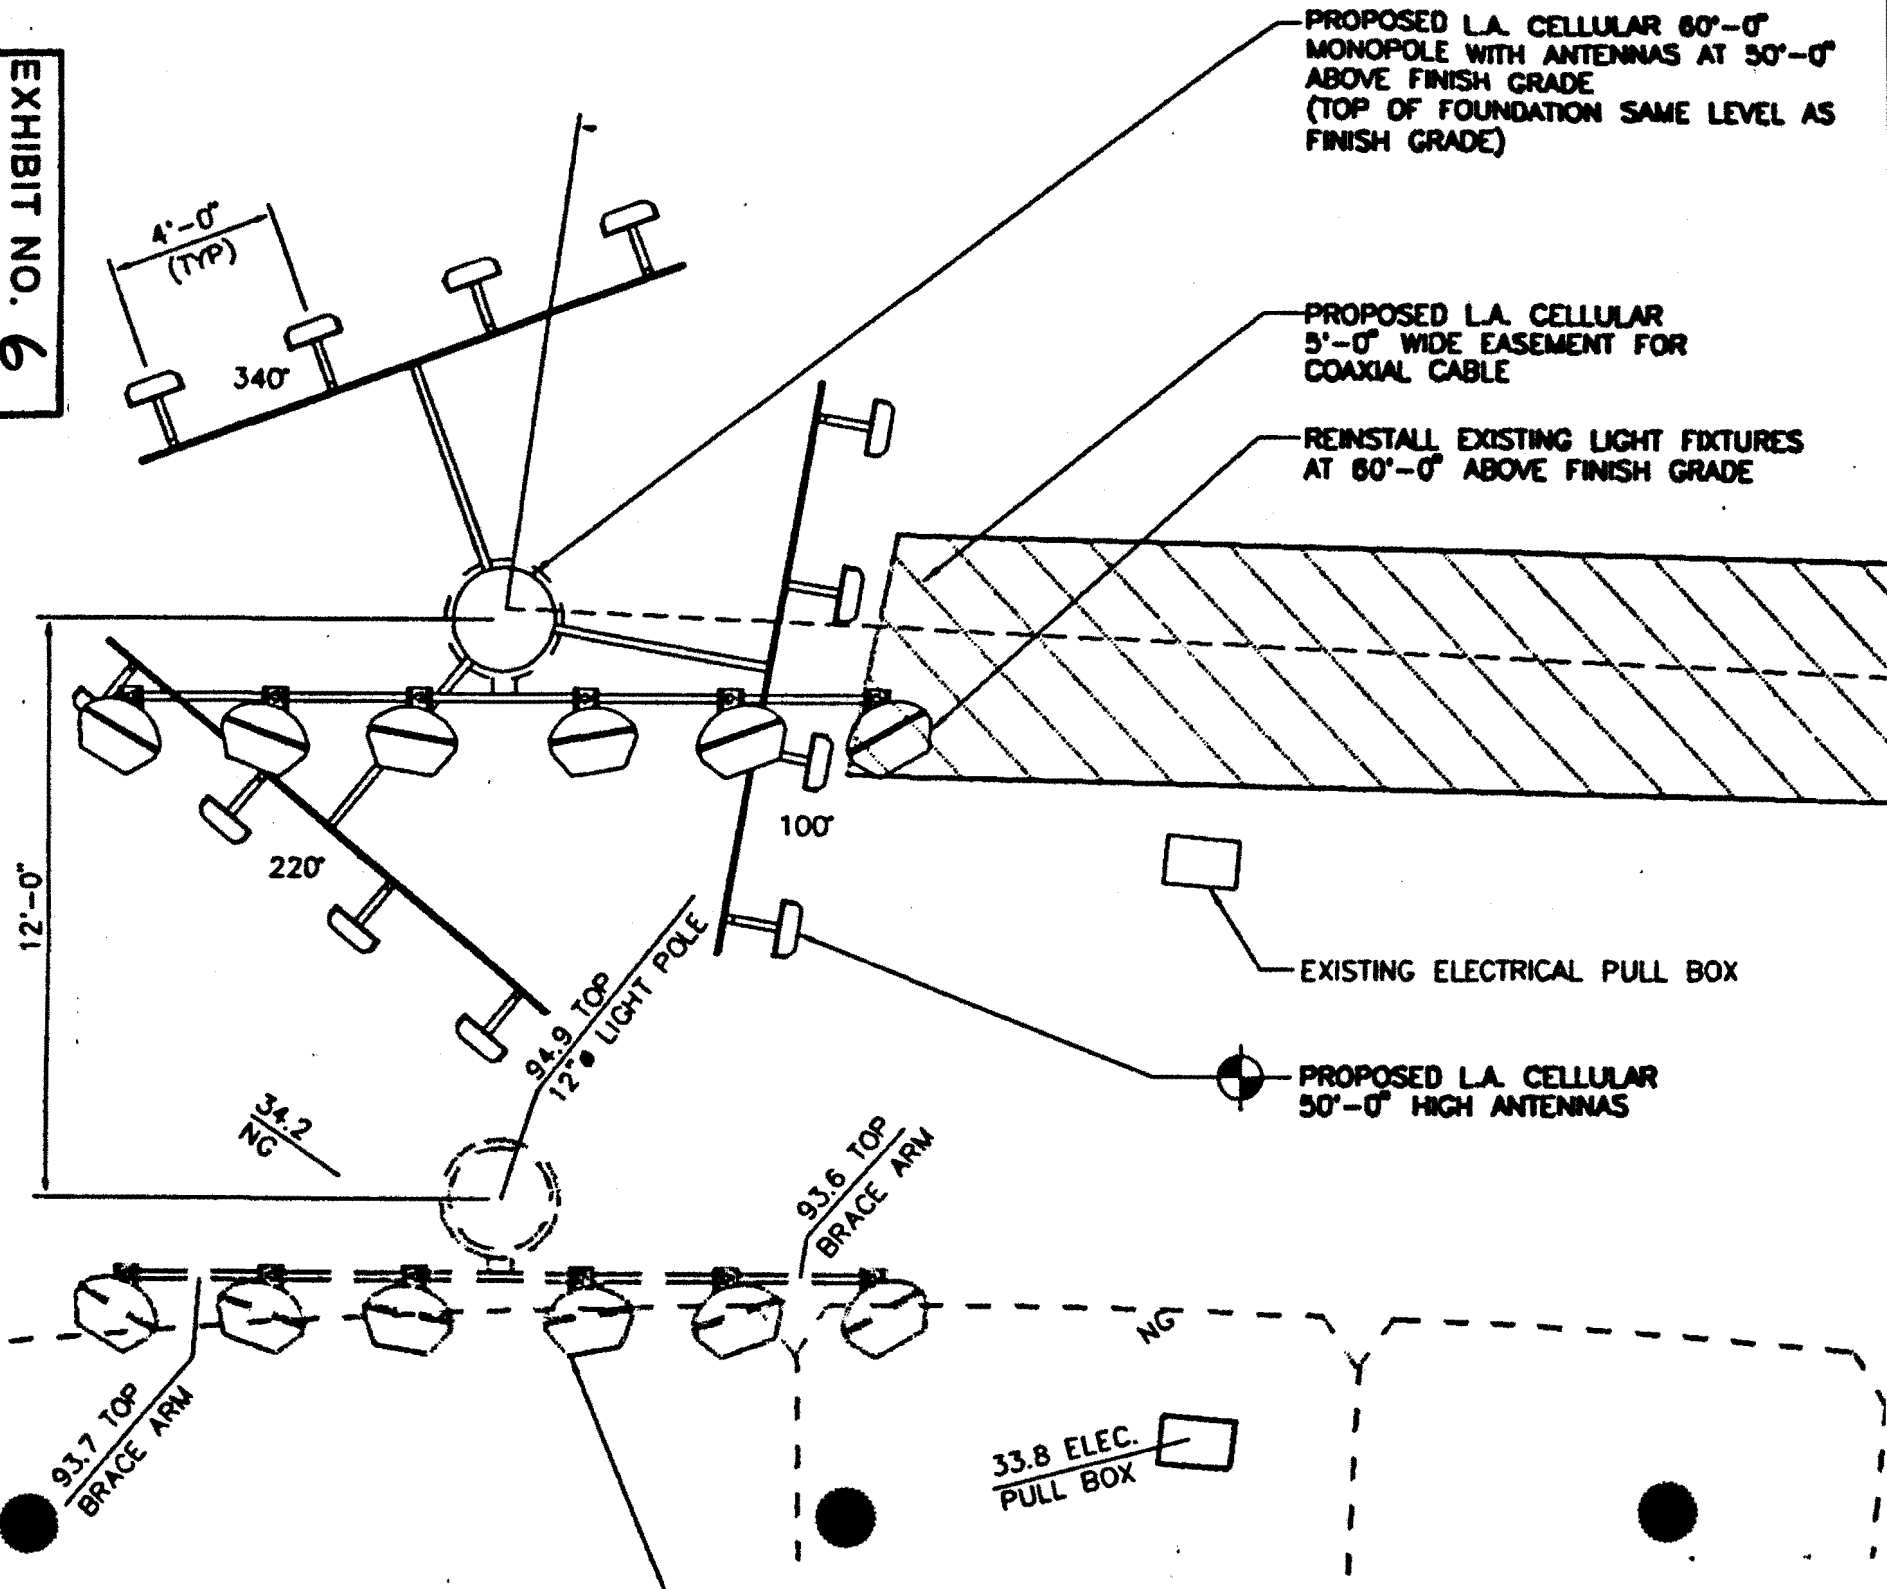 EXHIBIT NO. 6
PROPOSED L.A. CELLULAR 60'-0"
MONOPOLE WITH ANTENNAS AT 50'-0"
ABOVE FINISH GRADE
(TOP OF FOUNDATION SAME LEVEL AS
FINISH GRADE)
4'-0"
(TYP)
340°
PROPOSED L.A. CELLULAR
5'-0" WIDE EASEMENT FOR
COAXIAL CABLE
REINSTALL EXISTING LIGHT FIXTURES
AT 60'-0" ABOVE FINISH GRADE
100°
220°
12'-0"
EXISTING ELECTRICAL PULL BOX
94.9 TOP
12"ø LIGHT POLE
PROPOSED L.A. CELLULAR
50'-0" HIGH ANTENNAS
34.2
NG
93.6 TOP
BRACE ARM
NG
93.7 TOP
BRACE ARM
33.8 ELEC.
PULL BOX